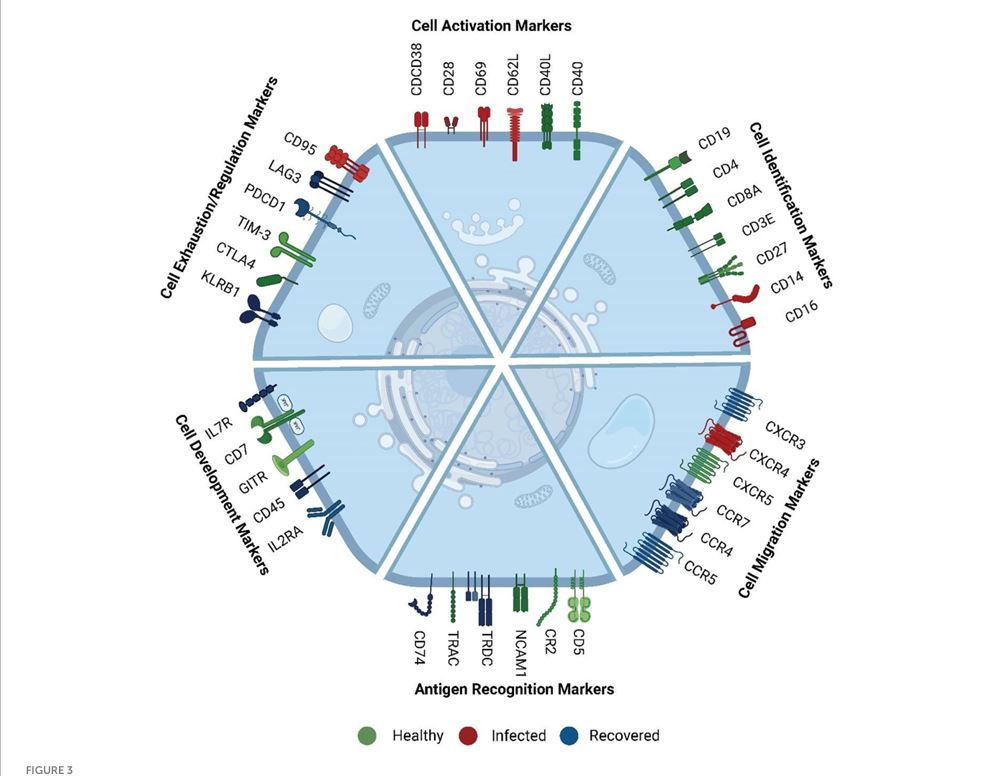 Cell Activation Markers
CDCD38
CD28
CD69
CD62L
CD40L
CD40
Cell Exhaustion/Regulation Markers
CD95
LAG3
PDCD1
TIM-3
CTLA4
KLRB1
Cell Identification Markers
CD19
CD4
CD8A
CD3E
CD27
CD14
CD16
Cell Development Markers
IL7R
CD7
GITR
CD45
IL2RA
Cell Migration Markers
CXCR3
CXCR4
CXCR5
CCR7
CCR4
CCR5
CD74
TRAC
TRDC
NCAM1
CR2
CD5
Antigen Recognition Markers
Healthy
Infected
Recovered
FIGURE 3